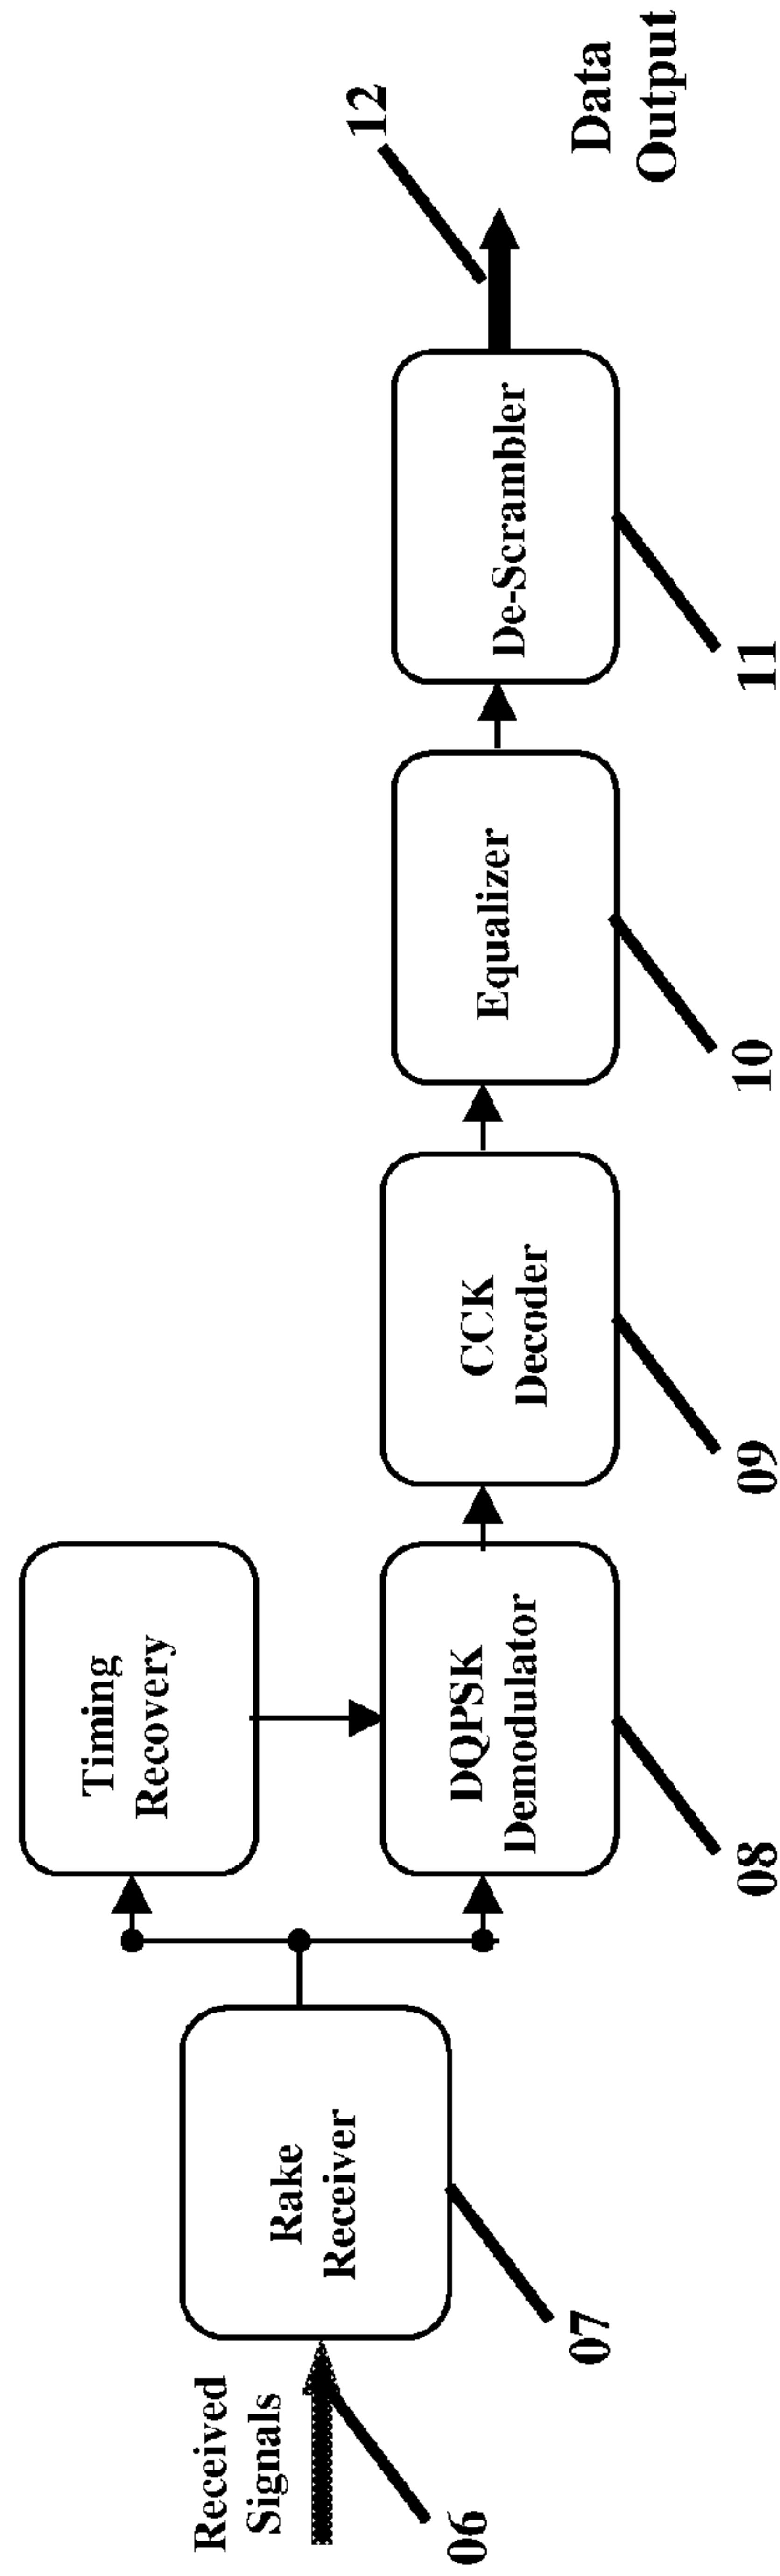 Received
Signals
06
Rake
Receiver
07
Timing
Recovery
DQPSK
Demodulator
08
CCK
Decoder
09
Equalizer
10
De-Scrambler
11
12
Data
Output